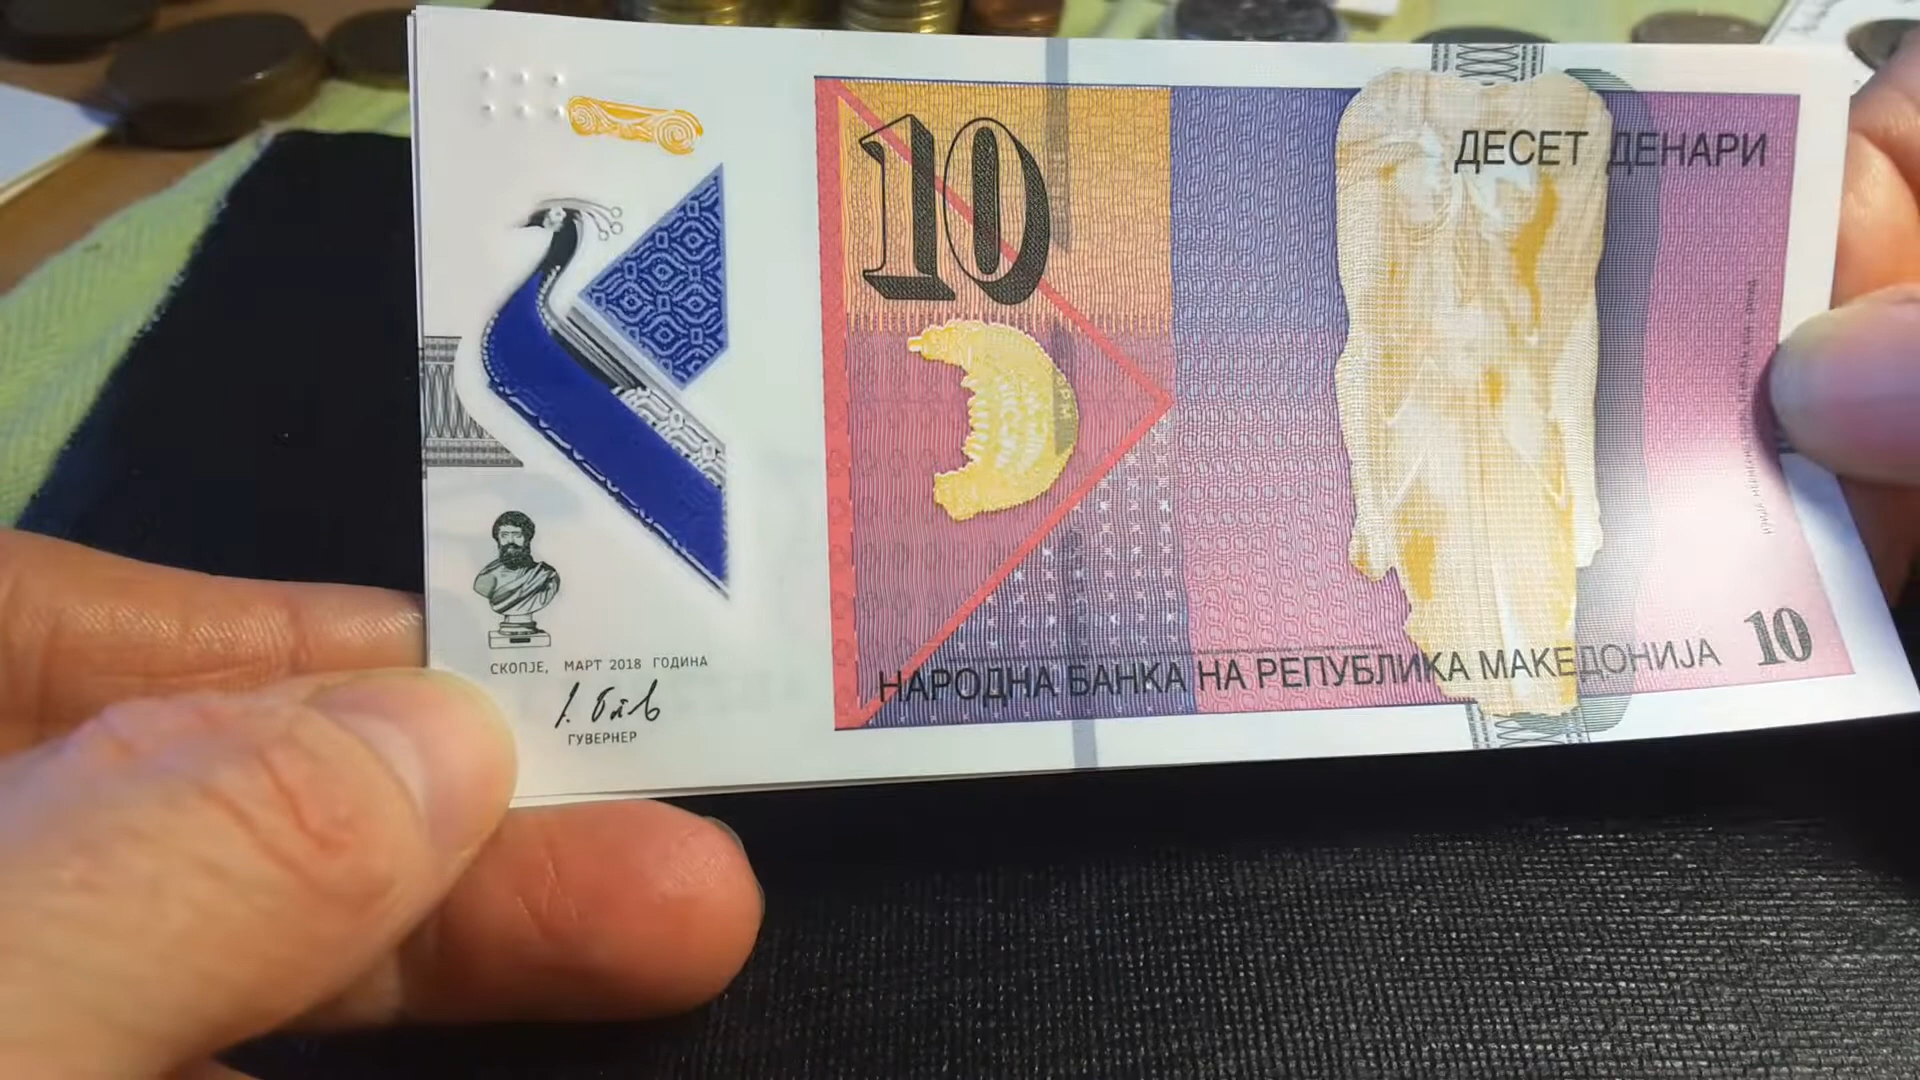 10
ДЕСЕТ ДЕНАРИ
СКОПЈЕ, МАРТ 2018 ГОДИНА
ГУВЕРНЕР
НАРОДНА БАНКА НА РЕПУБЛИКА МАКЕДОНИЈА 10